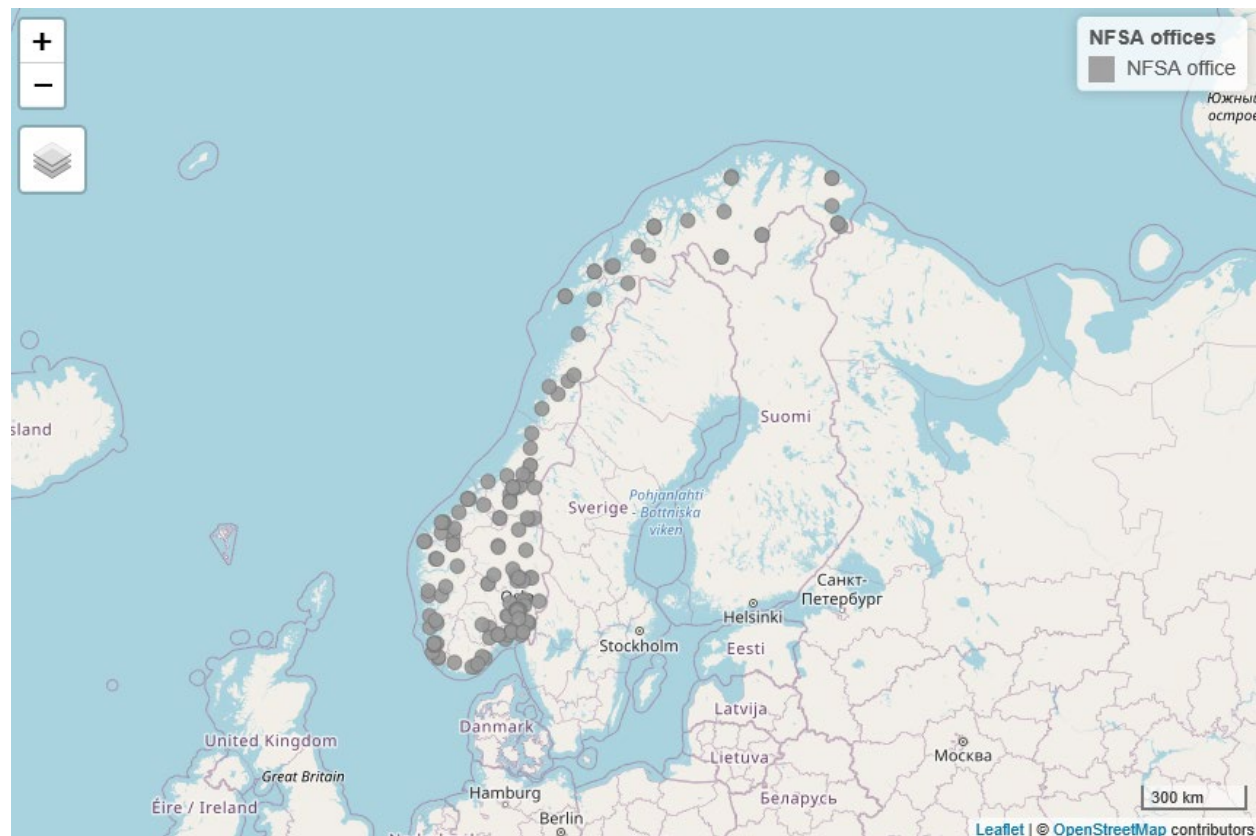 +
NFSA offices
NFSA office
−
Южный
остров
sland
Suomi
Pohjanlahti
- Bottniska
viken
Sverige
Санкт-
Петербург
Helsinki
Stockholm
Eesti
Latvija
Danmark
United Kingdom
Great Britain
Lietuva
Москва
Hamburg
Беларусь
Éire / Ireland
300 km
Berlin
Leaflet | © OpenStreetMap contributors